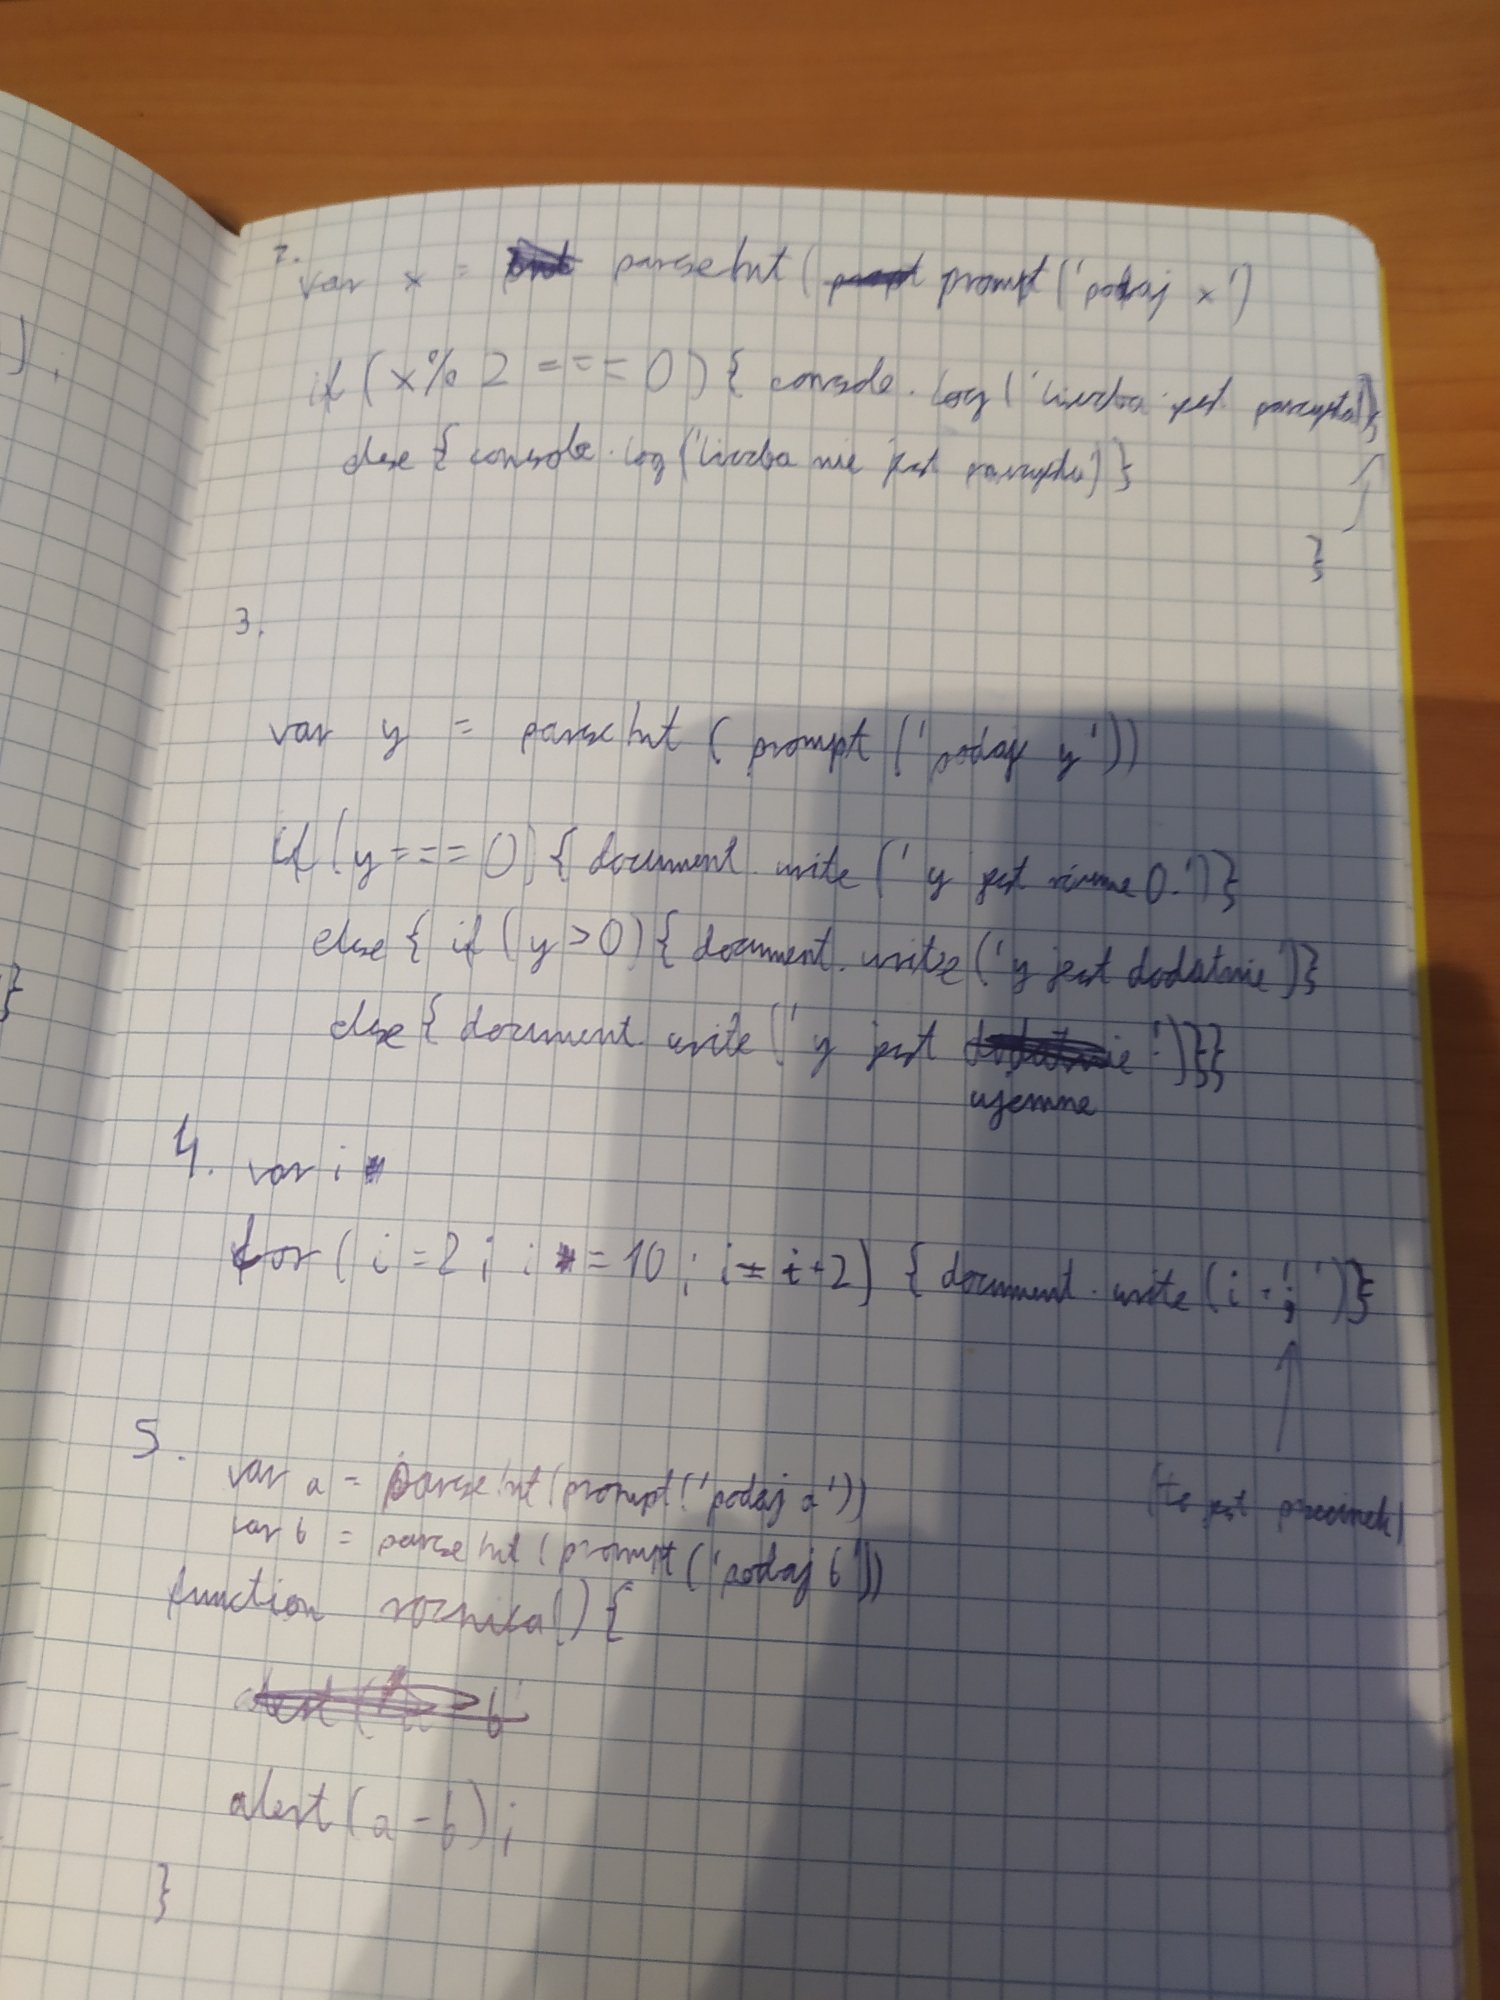 );
}}
2.
var x = parseInt ( prompt ('podaj x')
if (x % 2 === 0) { console.log ('liczba jest parzysta)}
else { console.log ('liczba nie jest parzysta)}
}
3.
var y = parseInt ( prompt ('podaj y'))
if (y === 0) { document.write (' y jest równe 0.')}
else { if (y > 0) { document.write ('y jest dodatnie')}
else { document.write (' y jest ujemne ')}}
4. var i
for ( i = 2 ; i = 10 ; i = i + 2) { document.write (i + ', ')}
(to jest przecinek)
5.
var a = parseInt (prompt ('podaj a'))
var b = parseInt (prompt ('podaj b'))
function roznica() {
alert (a - b) ;
}